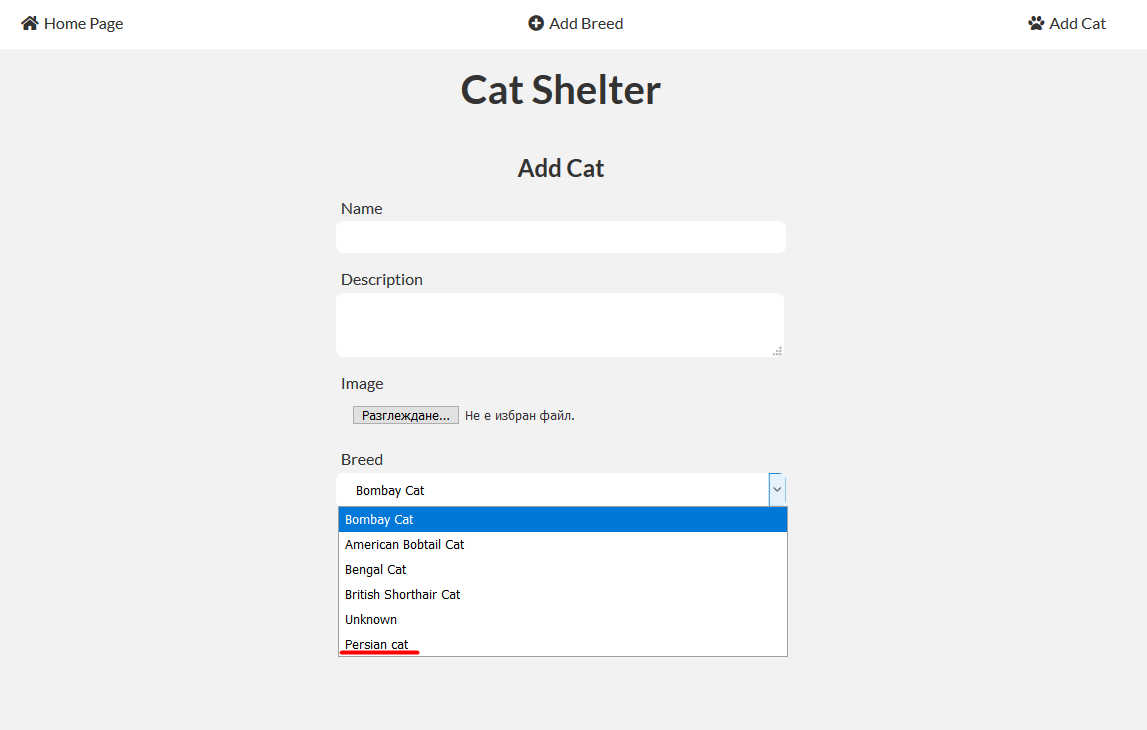 Home Page
Add Breed
Add Cat
Cat Shelter
Add Cat
Name
Description
Image
Разглеждане... Не е избран файл.
Breed
Bombay Cat
Bombay Cat
American Bobtail Cat
Bengal Cat
British Shorthair Cat
Unknown
Persian cat